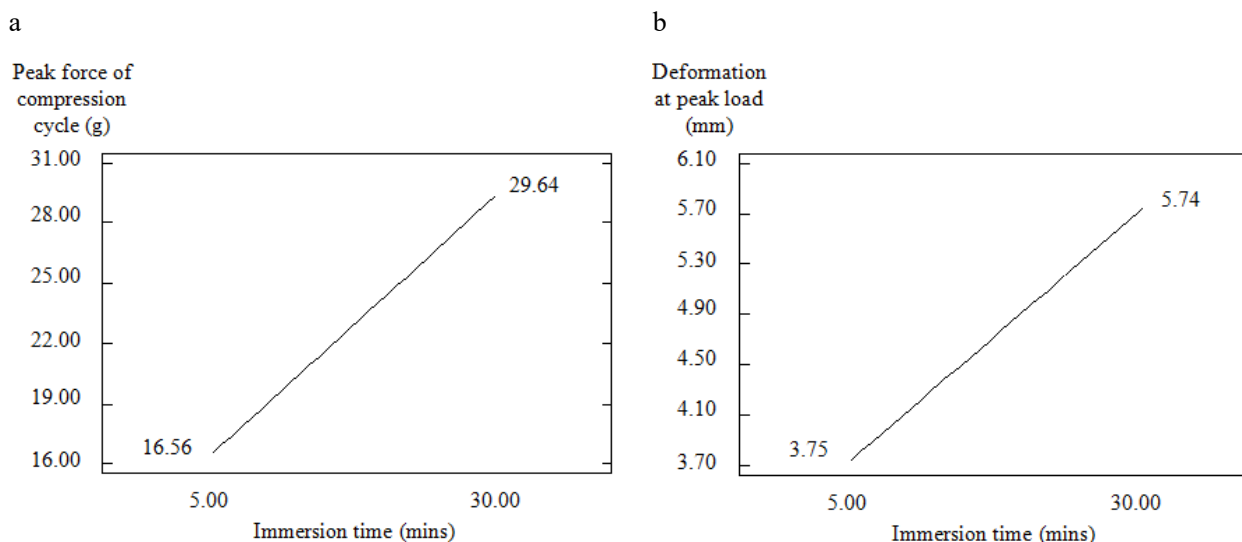 a
Peak force of
compression
cycle (g)
31.00
28.00
25.00
22.00
19.00
16.00
16.56
29.64
5.00 30.00
Immersion time (mins)
b
Deformation
at peak load
(mm)
6.10
5.70
5.30
4.90
4.50
4.10
3.70
3.75
5.74
5.00 30.00
Immersion time (mins)